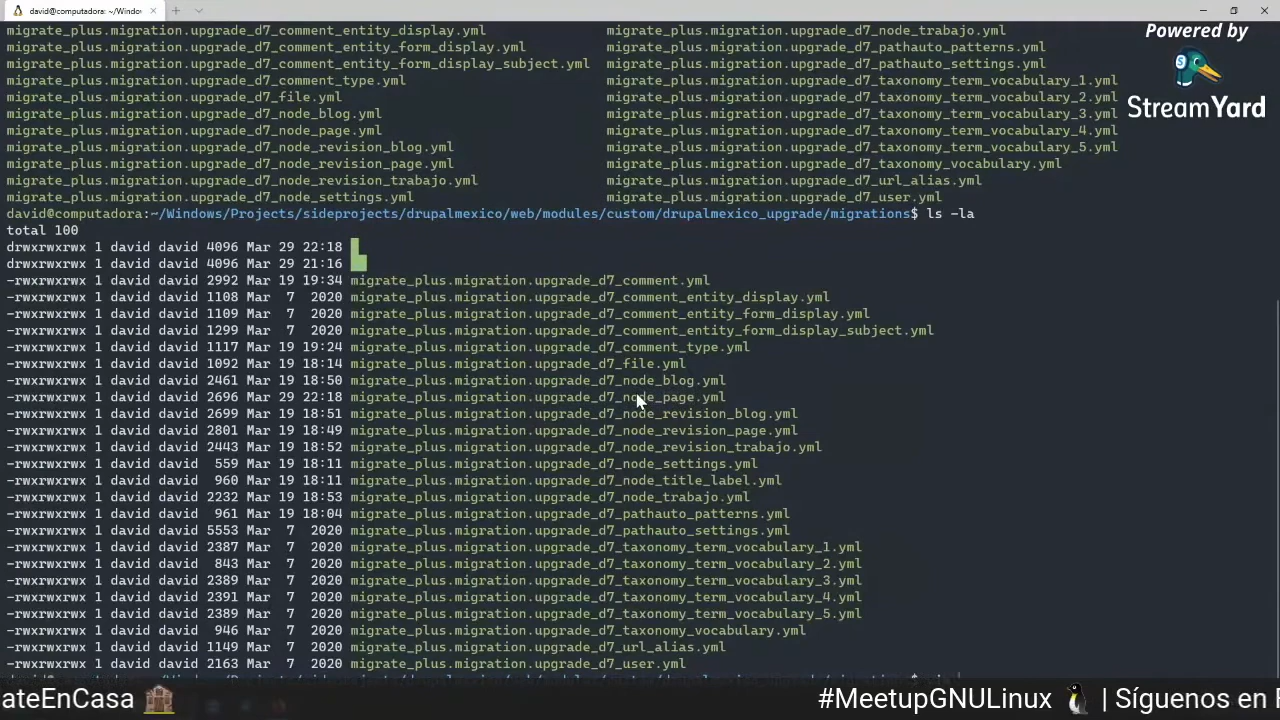 david@computadora: ~/Windov
Powered by
StreamYard
migrate_plus.migration.upgrade_d7_comment_entity_display.yml migrate_plus.migration.upgrade_d7_node_trabajo.yml
migrate_plus.migration.upgrade_d7_comment_entity_form_display.yml migrate_plus.migration.upgrade_d7_pathauto_patterns.yml
migrate_plus.migration.upgrade_d7_comment_entity_form_display_subject.yml migrate_plus.migration.upgrade_d7_pathauto_settings.yml
migrate_plus.migration.upgrade_d7_comment_type.yml migrate_plus.migration.upgrade_d7_taxonomy_term_vocabulary_1.yml
migrate_plus.migration.upgrade_d7_file.yml migrate_plus.migration.upgrade_d7_taxonomy_term_vocabulary_2.yml
migrate_plus.migration.upgrade_d7_node_blog.yml migrate_plus.migration.upgrade_d7_taxonomy_term_vocabulary_3.yml
migrate_plus.migration.upgrade_d7_node_page.yml migrate_plus.migration.upgrade_d7_taxonomy_term_vocabulary_4.yml
migrate_plus.migration.upgrade_d7_node_revision_blog.yml migrate_plus.migration.upgrade_d7_taxonomy_term_vocabulary_5.yml
migrate_plus.migration.upgrade_d7_node_revision_page.yml migrate_plus.migration.upgrade_d7_taxonomy_vocabulary.yml
migrate_plus.migration.upgrade_d7_node_revision_trabajo.yml migrate_plus.migration.upgrade_d7_url_alias.yml
migrate_plus.migration.upgrade_d7_node_settings.yml migrate_plus.migration.upgrade_d7_user.yml
david@computadora:~/Windows/Projects/sideprojects/drupalmexico/web/modules/custom/drupalmexico_upgrade/migrations$ ls -la
total 100
drwxrwxrwx 1 david david 4096 Mar 29 22:18
drwxrwxrwx 1 david david 4096 Mar 29 21:16
-rwxrwxrwx 1 david david 2992 Mar 19 19:34 migrate_plus.migration.upgrade_d7_comment.yml
-rwxrwxrwx 1 david david 1108 Mar 7 2020 migrate_plus.migration.upgrade_d7_comment_entity_display.yml
-rwxrwxrwx 1 david david 1109 Mar 7 2020 migrate_plus.migration.upgrade_d7_comment_entity_form_display.yml
-rwxrwxrwx 1 david david 1299 Mar 7 2020 migrate_plus.migration.upgrade_d7_comment_entity_form_display_subject.yml
-rwxrwxrwx 1 david david 1117 Mar 19 19:24 migrate_plus.migration.upgrade_d7_comment_type.yml
-rwxrwxrwx 1 david david 1092 Mar 19 18:14 migrate_plus.migration.upgrade_d7_file.yml
-rwxrwxrwx 1 david david 2461 Mar 19 18:50 migrate_plus.migration.upgrade_d7_node_blog.yml
-rwxrwxrwx 1 david david 2696 Mar 29 22:18 migrate_plus.migration.upgrade_d7_node_page.yml
-rwxrwxrwx 1 david david 2699 Mar 19 18:51 migrate_plus.migration.upgrade_d7_node_revision_blog.yml
-rwxrwxrwx 1 david david 2801 Mar 19 18:49 migrate_plus.migration.upgrade_d7_node_revision_page.yml
-rwxrwxrwx 1 david david 2443 Mar 19 18:52 migrate_plus.migration.upgrade_d7_node_revision_trabajo.yml
-rwxrwxrwx 1 david david 559 Mar 19 18:11 migrate_plus.migration.upgrade_d7_node_settings.yml
-rwxrwxrwx 1 david david 960 Mar 19 18:11 migrate_plus.migration.upgrade_d7_node_title_label.yml
-rwxrwxrwx 1 david david 2232 Mar 19 18:53 migrate_plus.migration.upgrade_d7_node_trabajo.yml
-rwxrwxrwx 1 david david 961 Mar 19 18:04 migrate_plus.migration.upgrade_d7_pathauto_patterns.yml
-rwxrwxrwx 1 david david 5553 Mar 7 2020 migrate_plus.migration.upgrade_d7_pathauto_settings.yml
-rwxrwxrwx 1 david david 2387 Mar 7 2020 migrate_plus.migration.upgrade_d7_taxonomy_term_vocabulary_1.yml
-rwxrwxrwx 1 david david 843 Mar 7 2020 migrate_plus.migration.upgrade_d7_taxonomy_term_vocabulary_2.yml
-rwxrwxrwx 1 david david 2389 Mar 7 2020 migrate_plus.migration.upgrade_d7_taxonomy_term_vocabulary_3.yml
-rwxrwxrwx 1 david david 2391 Mar 7 2020 migrate_plus.migration.upgrade_d7_taxonomy_term_vocabulary_4.yml
-rwxrwxrwx 1 david david 2389 Mar 7 2020 migrate_plus.migration.upgrade_d7_taxonomy_term_vocabulary_5.yml
-rwxrwxrwx 1 david david 946 Mar 7 2020 migrate_plus.migration.upgrade_d7_taxonomy_vocabulary.yml
-rwxrwxrwx 1 david david 1149 Mar 7 2020 migrate_plus.migration.upgrade_d7_url_alias.yml
-rwxrwxrwx 1 david david 2163 Mar 7 2020 migrate_plus.migration.upgrade_d7_user.yml
ateEnCasa #MeetupGNULinux | Síguenos en